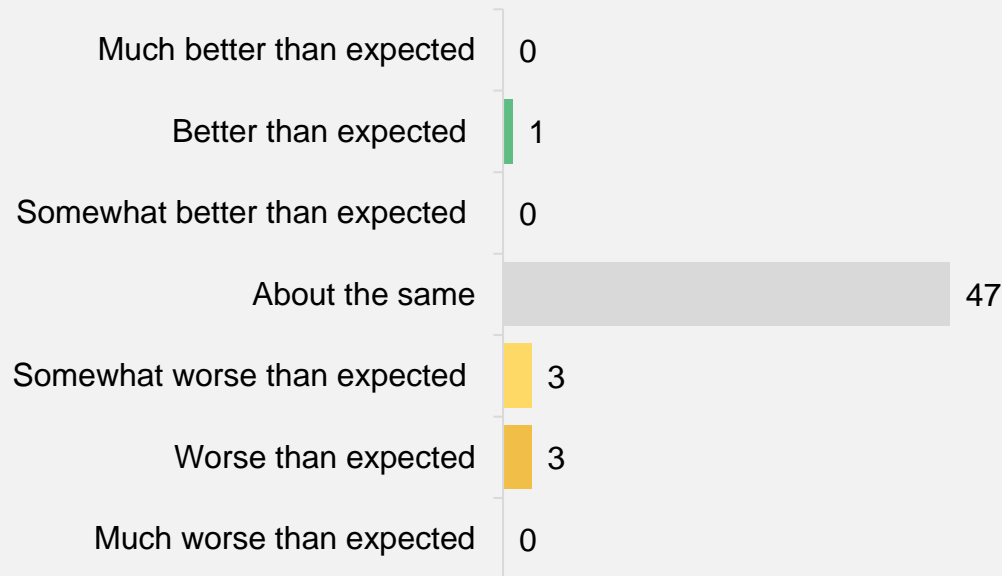 Much better than expected 0
Better than expected 1
Somewhat better than expected 0
About the same 47
Somewhat worse than expected 3
Worse than expected 3
Much worse than expected 0